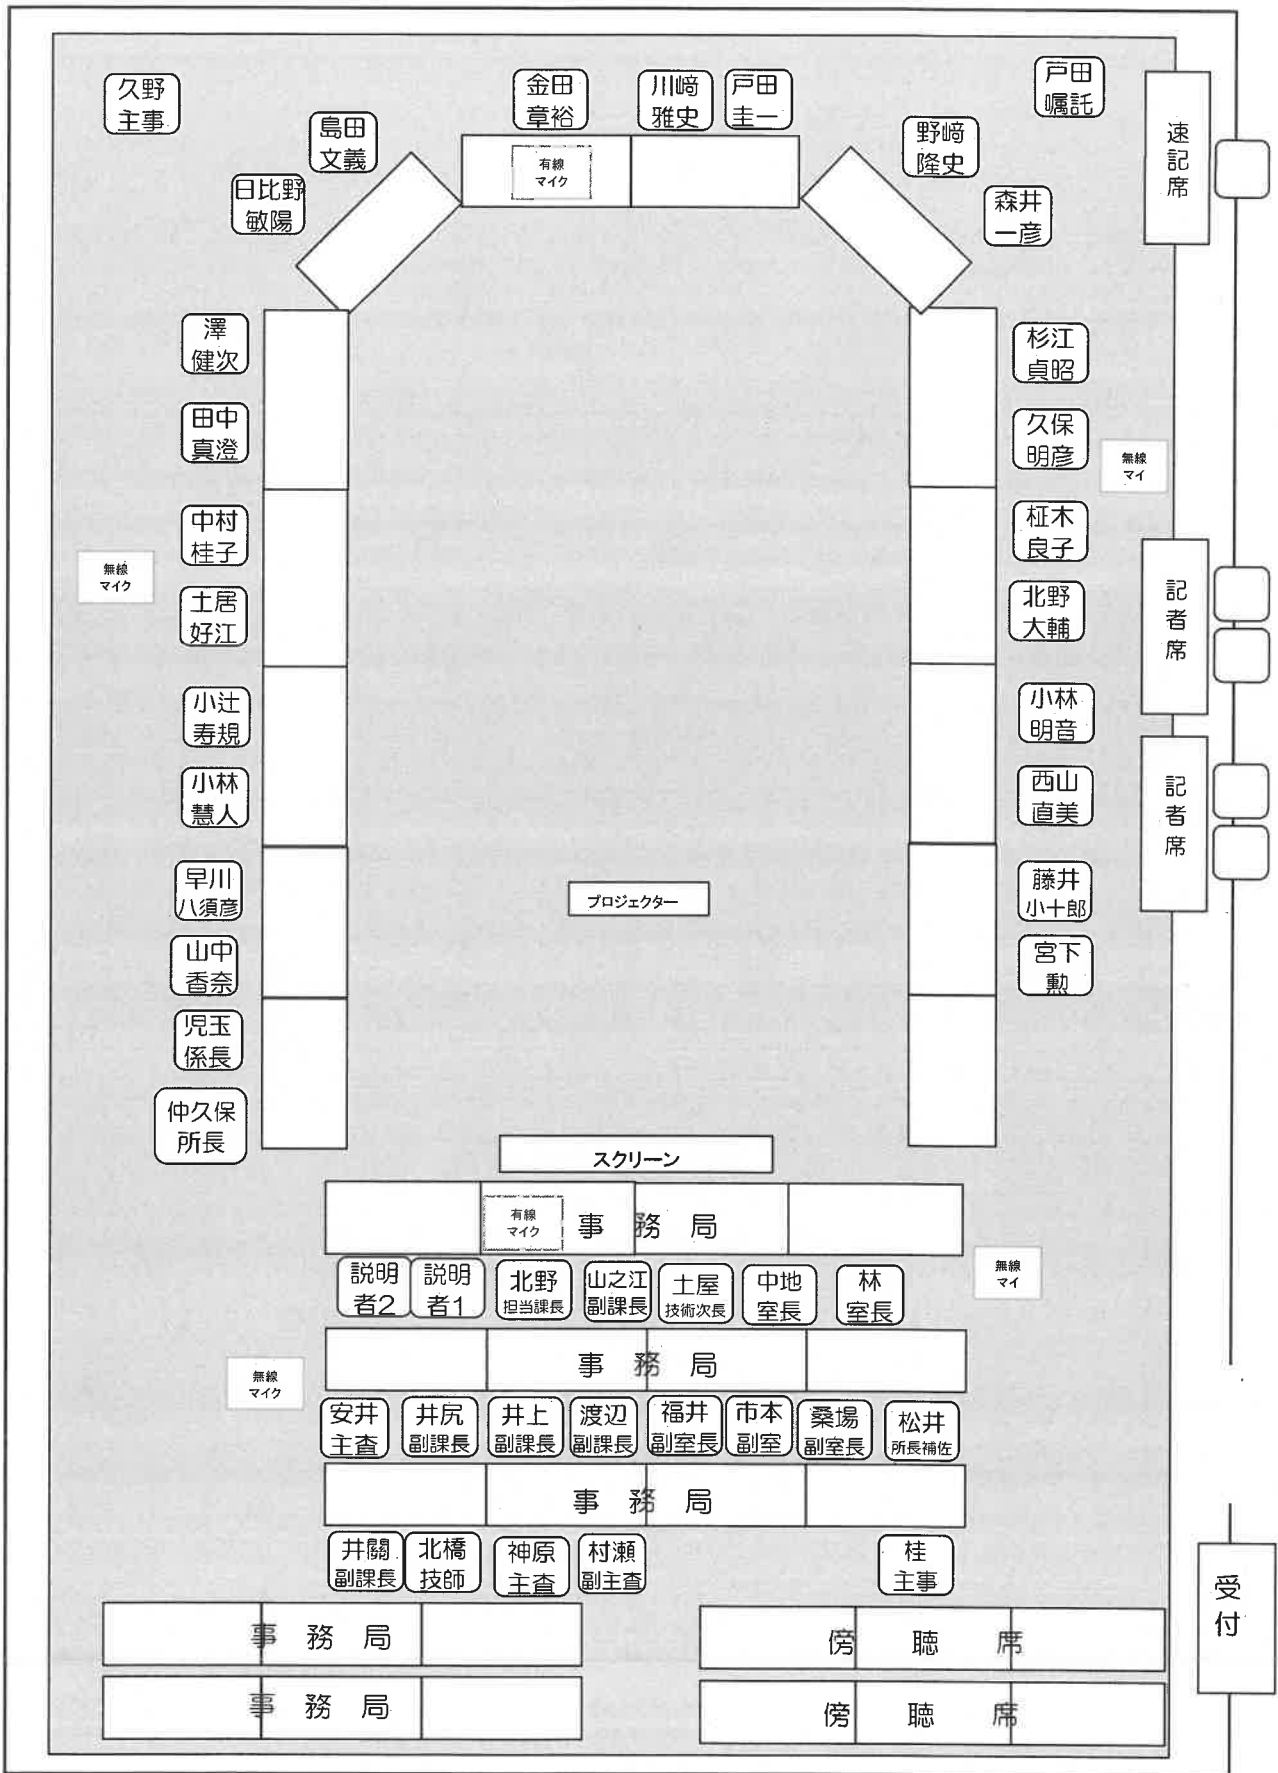 久野
主事
金田
章裕
川﨑
雅史
戸田
圭一
戸田
嘱託
島田
文義
日比野
敏陽
野﨑
隆史
森井
一彦
有線
マイク
速記席
澤
健次
田中
真澄
中村
桂子
土居
好江
小辻
寿規
小林
慧人
早川
八須彦
山中
香奈
児玉
係長
仲久保
所長
無線
マイク
杉江
貞昭
久保
明彦
柾木
良子
北野
大輔
小林
明音
西山
直美
藤井
小十郎
宮下
勲
無線
マイ
記者席
記者席
プロジェクター
スクリーン
有線
マイク
事務局
説明
者2
説明
者1
北野
担当課長
山之江
副課長
土屋
技術次長
中地
室長
林
室長
無線
マイ
事務局
無線
マイク
安井
主査
井尻
副課長
井上
副課長
渡辺
副課長
福井
副室長
市本
副室
桑場
副室長
松井
所長補佐
事務局
井關
副課長
北橋
技師
神原
主査
村瀬
副主査
桂
主事
受付
事務局
傍聴席
事務局
傍聴席